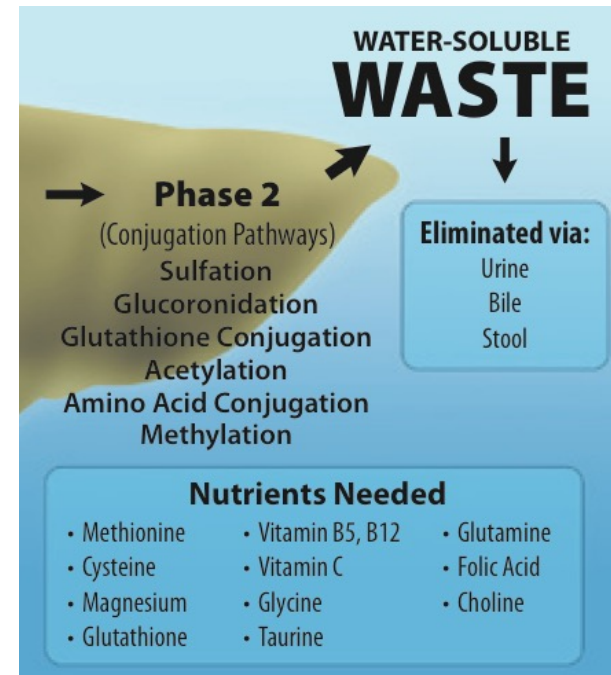 WATER-SOLUBLE
WASTE
Phase 2
(Conjugation Pathways)
Sulfation
Glucoronidation
Glutathione Conjugation
Acetylation
Amino Acid Conjugation
Methylation
Eliminated via:
Urine
Bile
Stool
Nutrients Needed
• Methionine
• Cysteine
• Magnesium
• Glutathione
• Vitamin B5, B12
• Vitamin C
• Glycine
• Taurine
• Glutamine
• Folic Acid
• Choline